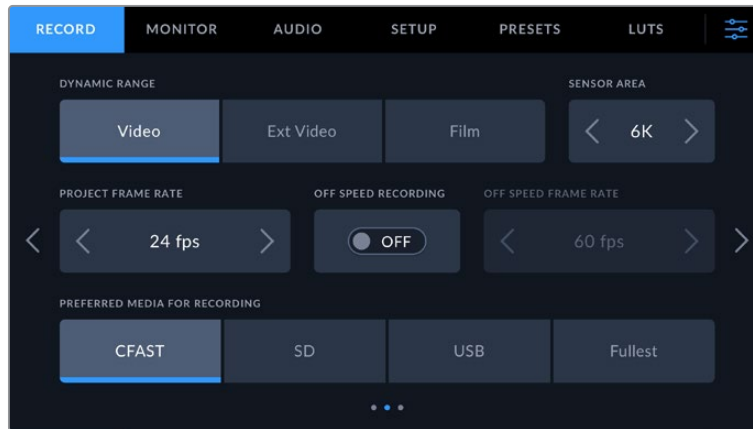 RECORD MONITOR AUDIO SETUP PRESETS LUTS
DYNAMIC RANGE SENSOR AREA
Video Ext Video Film 6K
PROJECT FRAME RATE OFF SPEED RECORDING OFF SPEED FRAME RATE
24 fps OFF 60 fps
PREFERRED MEDIA FOR RECORDING
CFAST SD USB Fullest